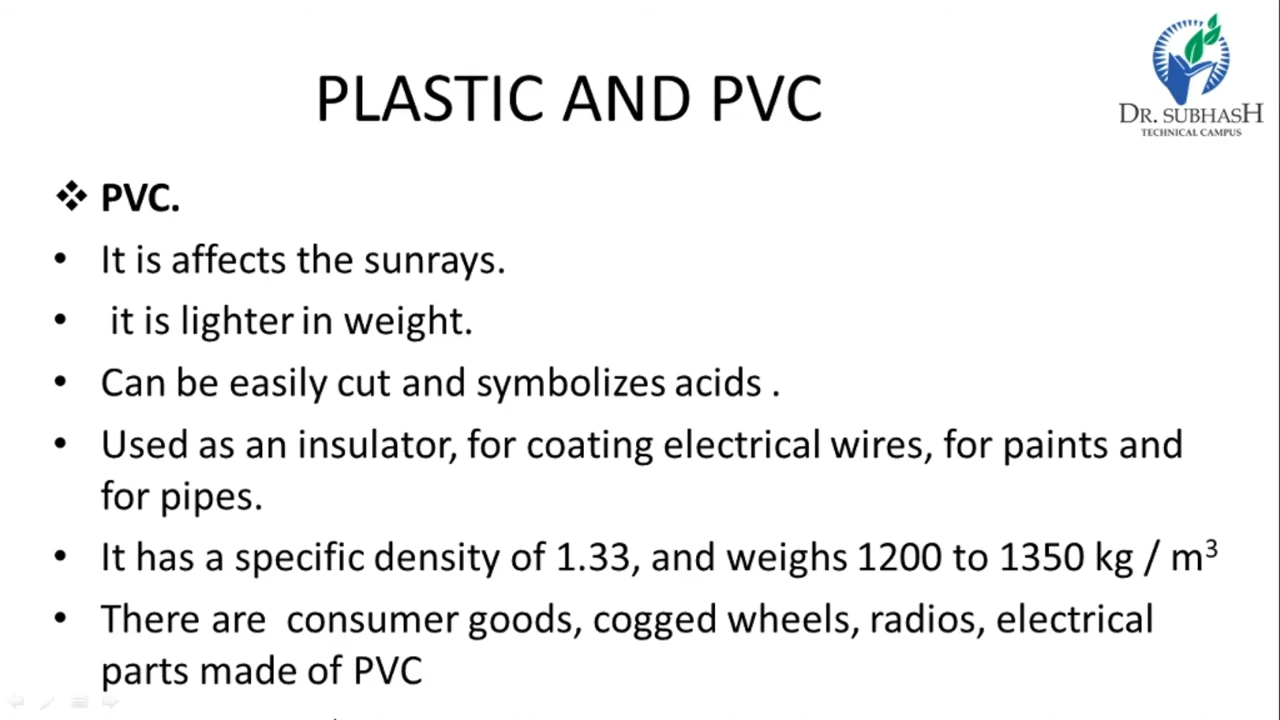 DR. SUBHASH
TECHNICAL CAMPUS
PLASTIC AND PVC
❖ PVC.
• It is affects the sunrays.
• it is lighter in weight.
• Can be easily cut and symbolizes acids .
• Used as an insulator, for coating electrical wires, for paints and
for pipes.
• It has a specific density of 1.33, and weighs 1200 to 1350 kg / m³
• There are consumer goods, cogged wheels, radios, electrical
parts made of PVC